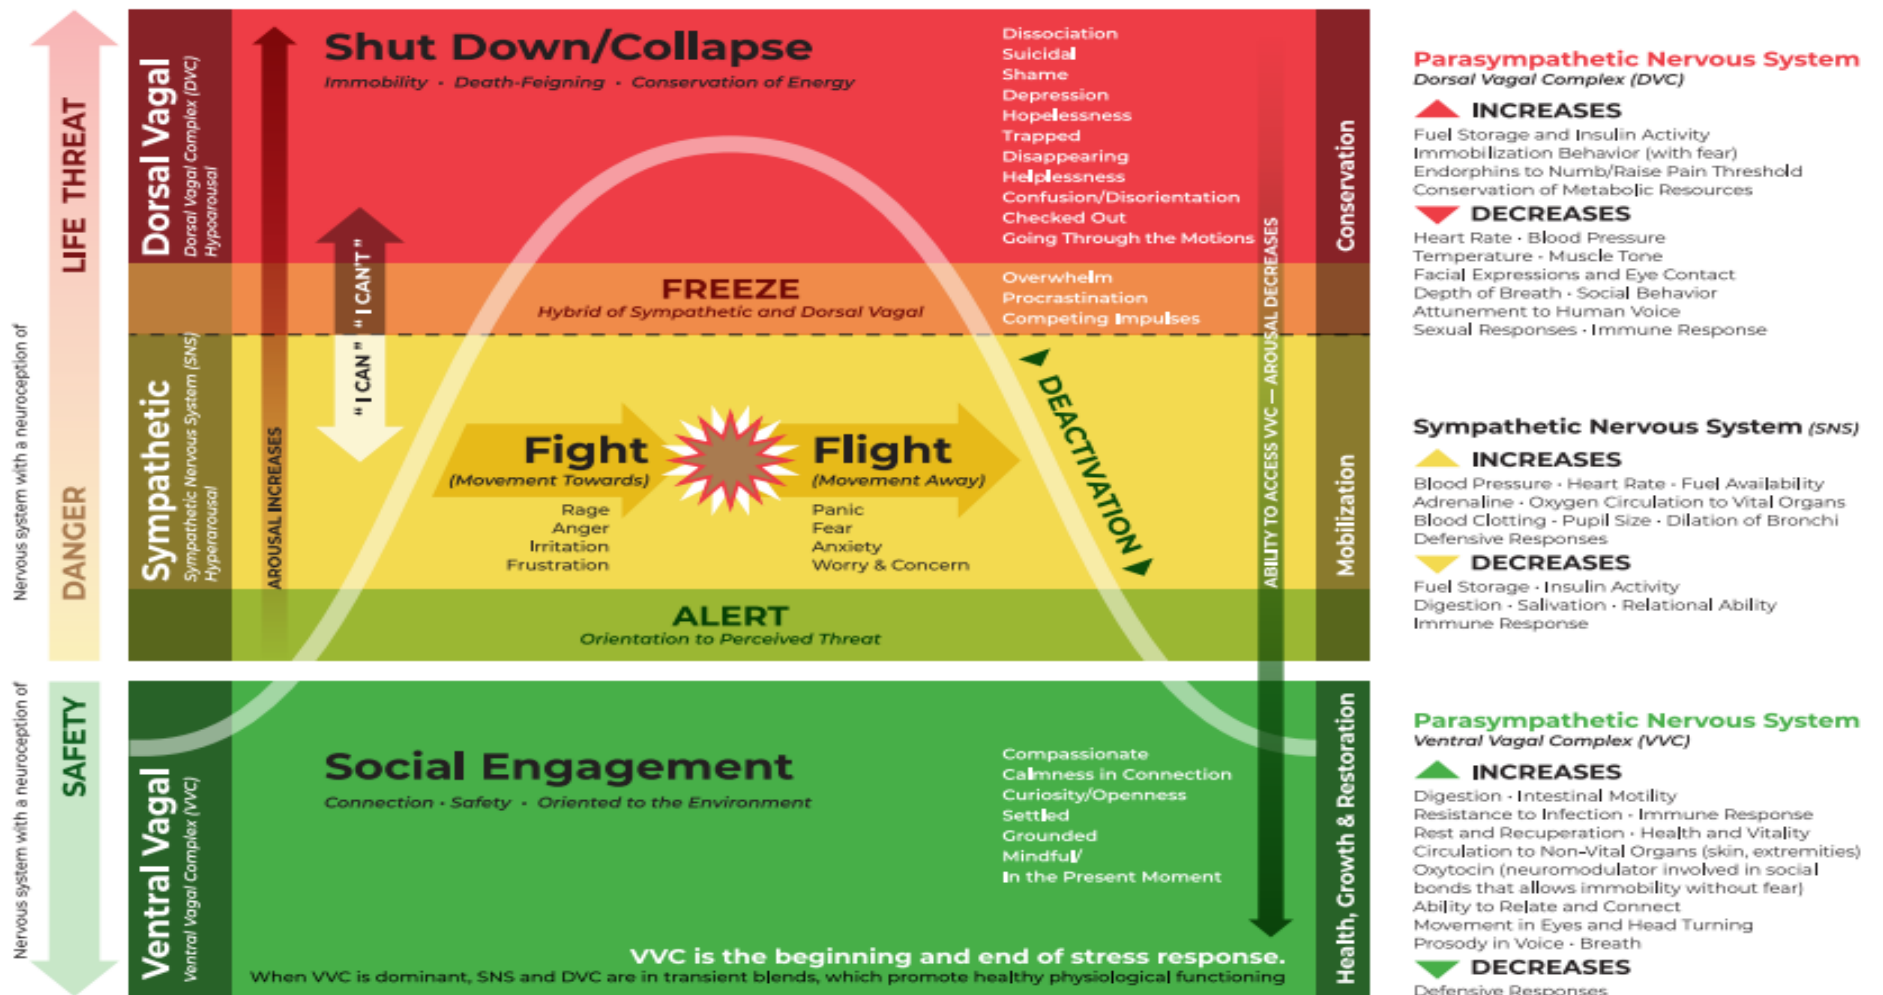 Nervous system with a neuroception of
LIFE THREAT
DANGER
Nervous system with a neuroception of
SAFETY
Dorsal Vagal
Dorsal Vagal Complex (DVC)
Hypoarousal
Sympathetic
Sympathetic Nervous System (SNS)
Hyperarousal
Ventral Vagal
Ventral Vagal Complex (VVC)
AROUSAL INCREASES
Shut Down/Collapse
Immobility • Death-Feigning • Conservation of Energy
"I CAN" "I CAN'T"
Dissociation
Suicidal
Shame
Depression
Hopelessness
Trapped
Disappearing
Helplessness
Confusion/Disorientation
Checked Out
Going Through the Motions
FREEZE
Hybrid of Sympathetic and Dorsal Vagal
Overwhelm
Procrastination
Competing Impulses
Fight
(Movement Towards)
Rage
Anger
Irritation
Frustration
Flight
(Movement Away)
Panic
Fear
Anxiety
Worry & Concern
DEACTIVATION
ABILITY TO ACCESS VVC — AROUSAL DECREASES
ALERT
Orientation to Perceived Threat
Social Engagement
Connection • Safety • Oriented to the Environment
Compassionate
Calmness in Connection
Curiosity/Openness
Settled
Grounded
Mindful/
In the Present Moment
VVC is the beginning and end of stress response.
When VVC is dominant, SNS and DVC are in transient blends, which promote healthy physiological functioning
Conservation
Mobilization
Health, Growth & Restoration
Parasympathetic Nervous System
Dorsal Vagal Complex (DVC)
INCREASES
Fuel Storage and Insulin Activity
Immobilization Behavior (with fear)
Endorphins to Numb/Raise Pain Threshold
Conservation of Metabolic Resources
DECREASES
Heart Rate • Blood Pressure
Temperature • Muscle Tone
Facial Expressions and Eye Contact
Depth of Breath • Social Behavior
Attunement to Human Voice
Sexual Responses • Immune Response
Sympathetic Nervous System (SNS)
INCREASES
Blood Pressure • Heart Rate • Fuel Availability
Adrenaline • Oxygen Circulation to Vital Organs
Blood Clotting • Pupil Size • Dilation of Bronchi
Defensive Responses
DECREASES
Fuel Storage • Insulin Activity
Digestion • Salivation • Relational Ability
Immune Response
Parasympathetic Nervous System
Ventral Vagal Complex (VVC)
INCREASES
Digestion • Intestinal Motility
Resistance to Infection • Immune Response
Rest and Recuperation • Health and Vitality
Circulation to Non-Vital Organs (skin, extremities)
Oxytocin (neuromodulator involved in social
bonds that allows immobility without fear)
Ability to Relate and Connect
Movement in Eyes and Head Turning
Prosody in Voice • Breath
DECREASES
Defensive Responses